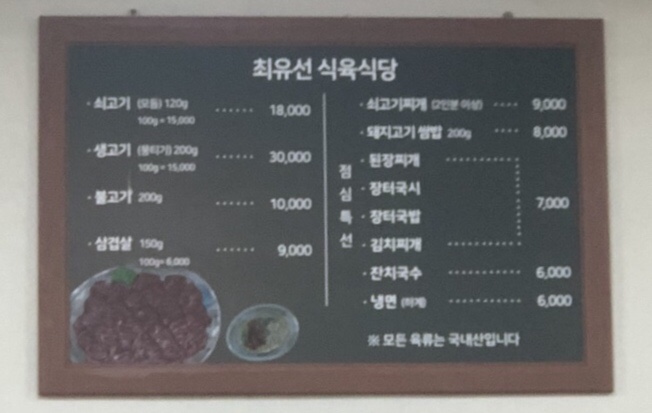 최유선 식육식당
· 쇠고기 (모듬) 120g ······ 18,000
100g = 15,000
· 생고기 (뭉티기) 200g ······ 30,000
100g = 15,000
· 불고기 200g ······ 10,000
· 삼겹살 150g ······ 9,000
100g = 6,000
· 쇠고기찌개 (2인분 이상) ···· 9,000
· 돼지고기 쌈밥 200g ···· 8,000
점심특선
· 된장찌개
· 장터국시
· 장터국밥
· 김치찌개
7,000
· 잔치국수 ·········· 6,000
· 냉면 (하계) ·········· 6,000
※ 모든 육류는 국내산입니다